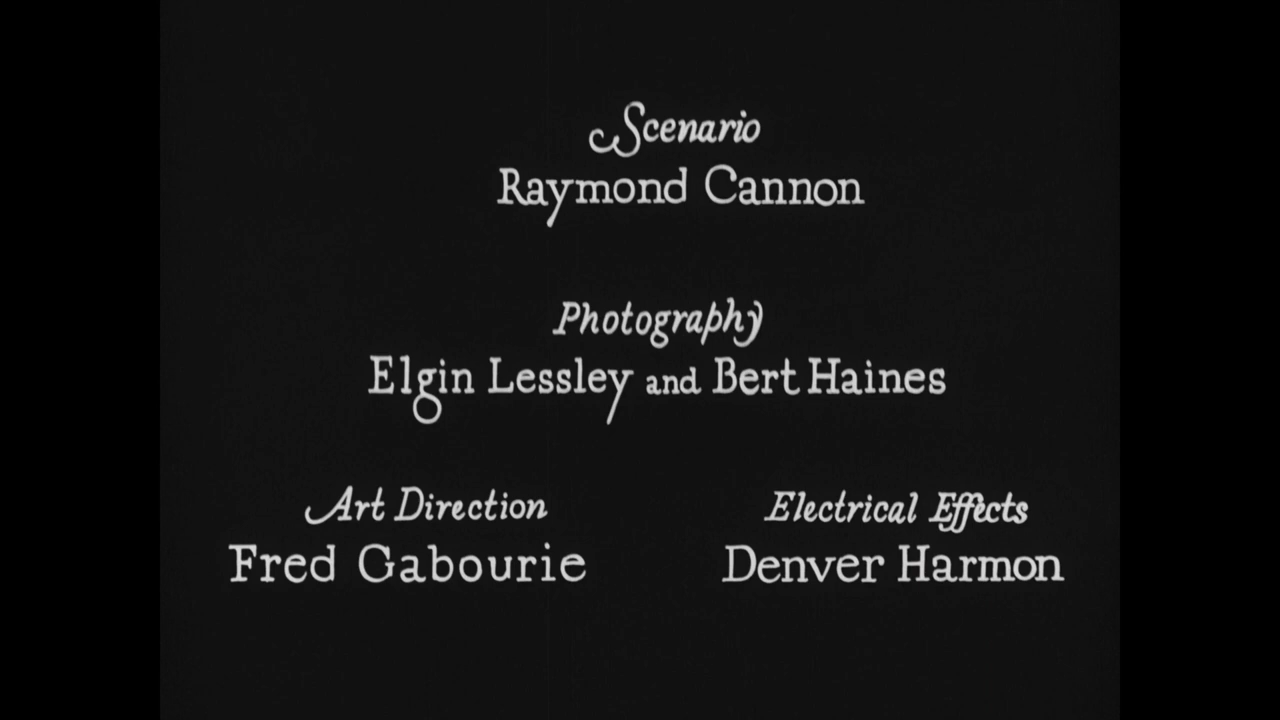 Scenario
Raymond Cannon
Photography
Elgin Lessley and Bert Haines
Art Direction
Fred Gabourie
Electrical Effects
Denver Harmon